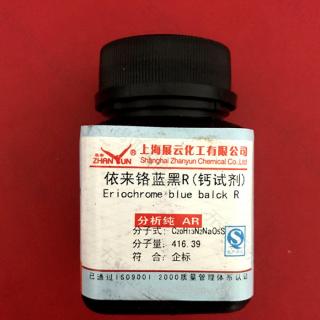 展云
ZHANYUN
上海展云化工有限公司
Shanghai Zhanyun Chemical Co.,Ltd
依来铬蓝黑R(钙试剂)
Eriochrome blue balck R
分析纯 AR
分子式: C20H13N2NaO5S
分子量: 416.39
符合: 企标
已通过ISO9001 2000质量管理体系认证